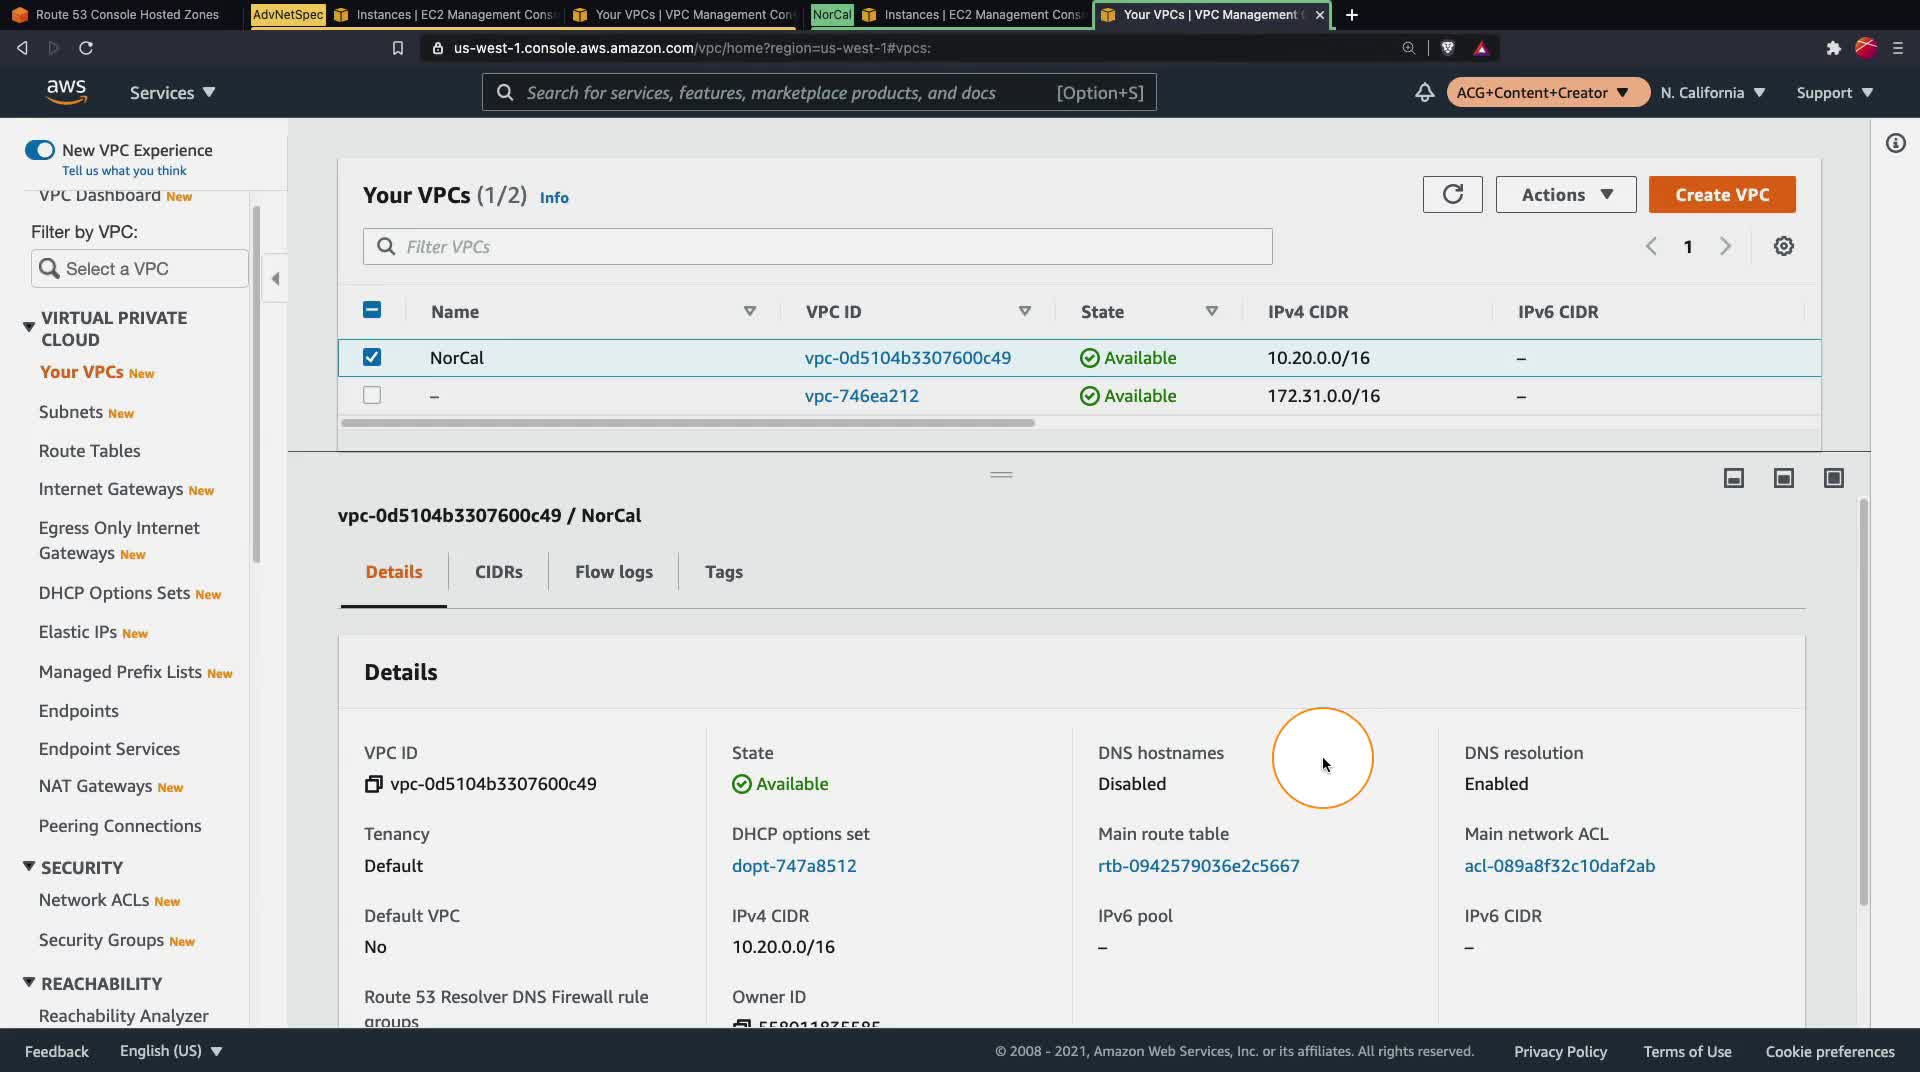 Route 53 Console Hosted Zones
AdvNetSpec
Instances | EC2 Management Cons
Your VPCs | VPC Management Con
NorCal
Instances | EC2 Management Cons
Your VPCs | VPC Management C
us-west-1.console.aws.amazon.com/vpc/home?region=us-west-1#vpcs:
aws
Services
Search for services, features, marketplace products, and docs
[Option+S]
ACG+Content+Creator
N. California
Support
New VPC Experience
Tell us what you think
VPC Dashboard New
Filter by VPC:
Select a VPC
VIRTUAL PRIVATE
CLOUD
Your VPCs New
Subnets New
Route Tables
Internet Gateways New
Egress Only Internet
Gateways New
DHCP Options Sets New
Elastic IPs New
Managed Prefix Lists New
Endpoints
Endpoint Services
NAT Gateways New
Peering Connections
SECURITY
Network ACLs New
Security Groups New
REACHABILITY
Reachability Analyzer
Your VPCs (1/2) Info
Actions
Create VPC
Filter VPCs
1
Name VPC ID State IPv4 CIDR IPv6 CIDR
NorCal vpc-0d5104b3307600c49 Available 10.20.0.0/16 –
– vpc-746ea212 Available 172.31.0.0/16 –
vpc-0d5104b3307600c49 / NorCal
Details CIDRs Flow logs Tags
Details
VPC ID
vpc-0d5104b3307600c49
State
Available
DNS hostnames
Disabled
DNS resolution
Enabled
Tenancy
Default
DHCP options set
dopt-747a8512
Main route table
rtb-0942579036e2c5667
Main network ACL
acl-089a8f32c10daf2ab
Default VPC
No
IPv4 CIDR
10.20.0.0/16
IPv6 pool
–
IPv6 CIDR
–
Route 53 Resolver DNS Firewall rule
groups
Owner ID
Feedback
English (US)
© 2008 - 2021, Amazon Web Services, Inc. or its affiliates. All rights reserved.
Privacy Policy
Terms of Use
Cookie preferences